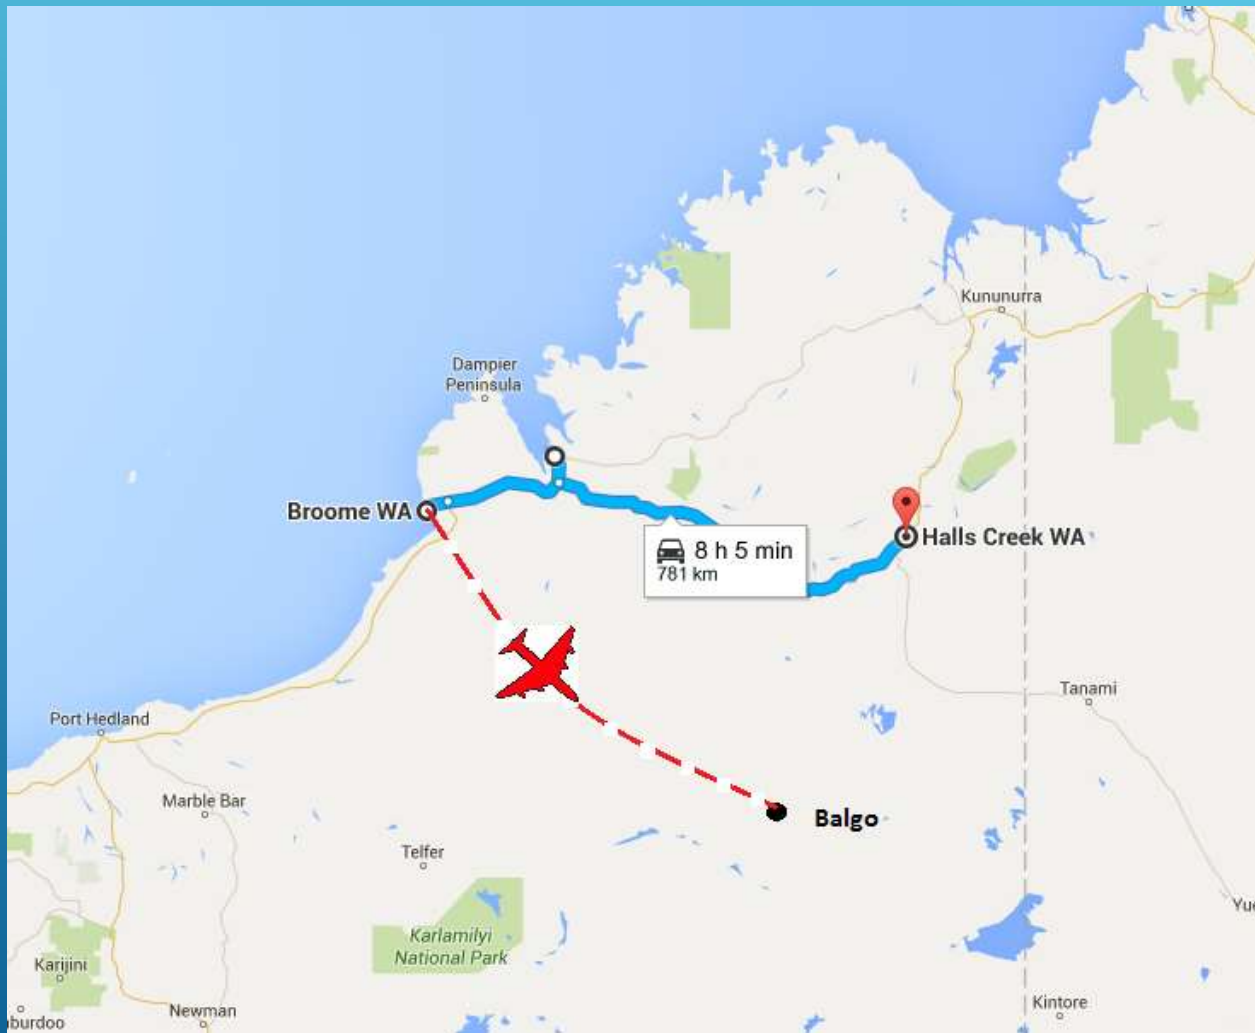 Kununurra
Dampier
Peninsula
Broome WA
8 h 5 min
781 km
Halls Creek WA
Tanami
Port Hedland
Marble Bar
Balgo
Telfer
Karlamilyi
National Park
Karijini
Newman
Kintore
Yue
aburdoo